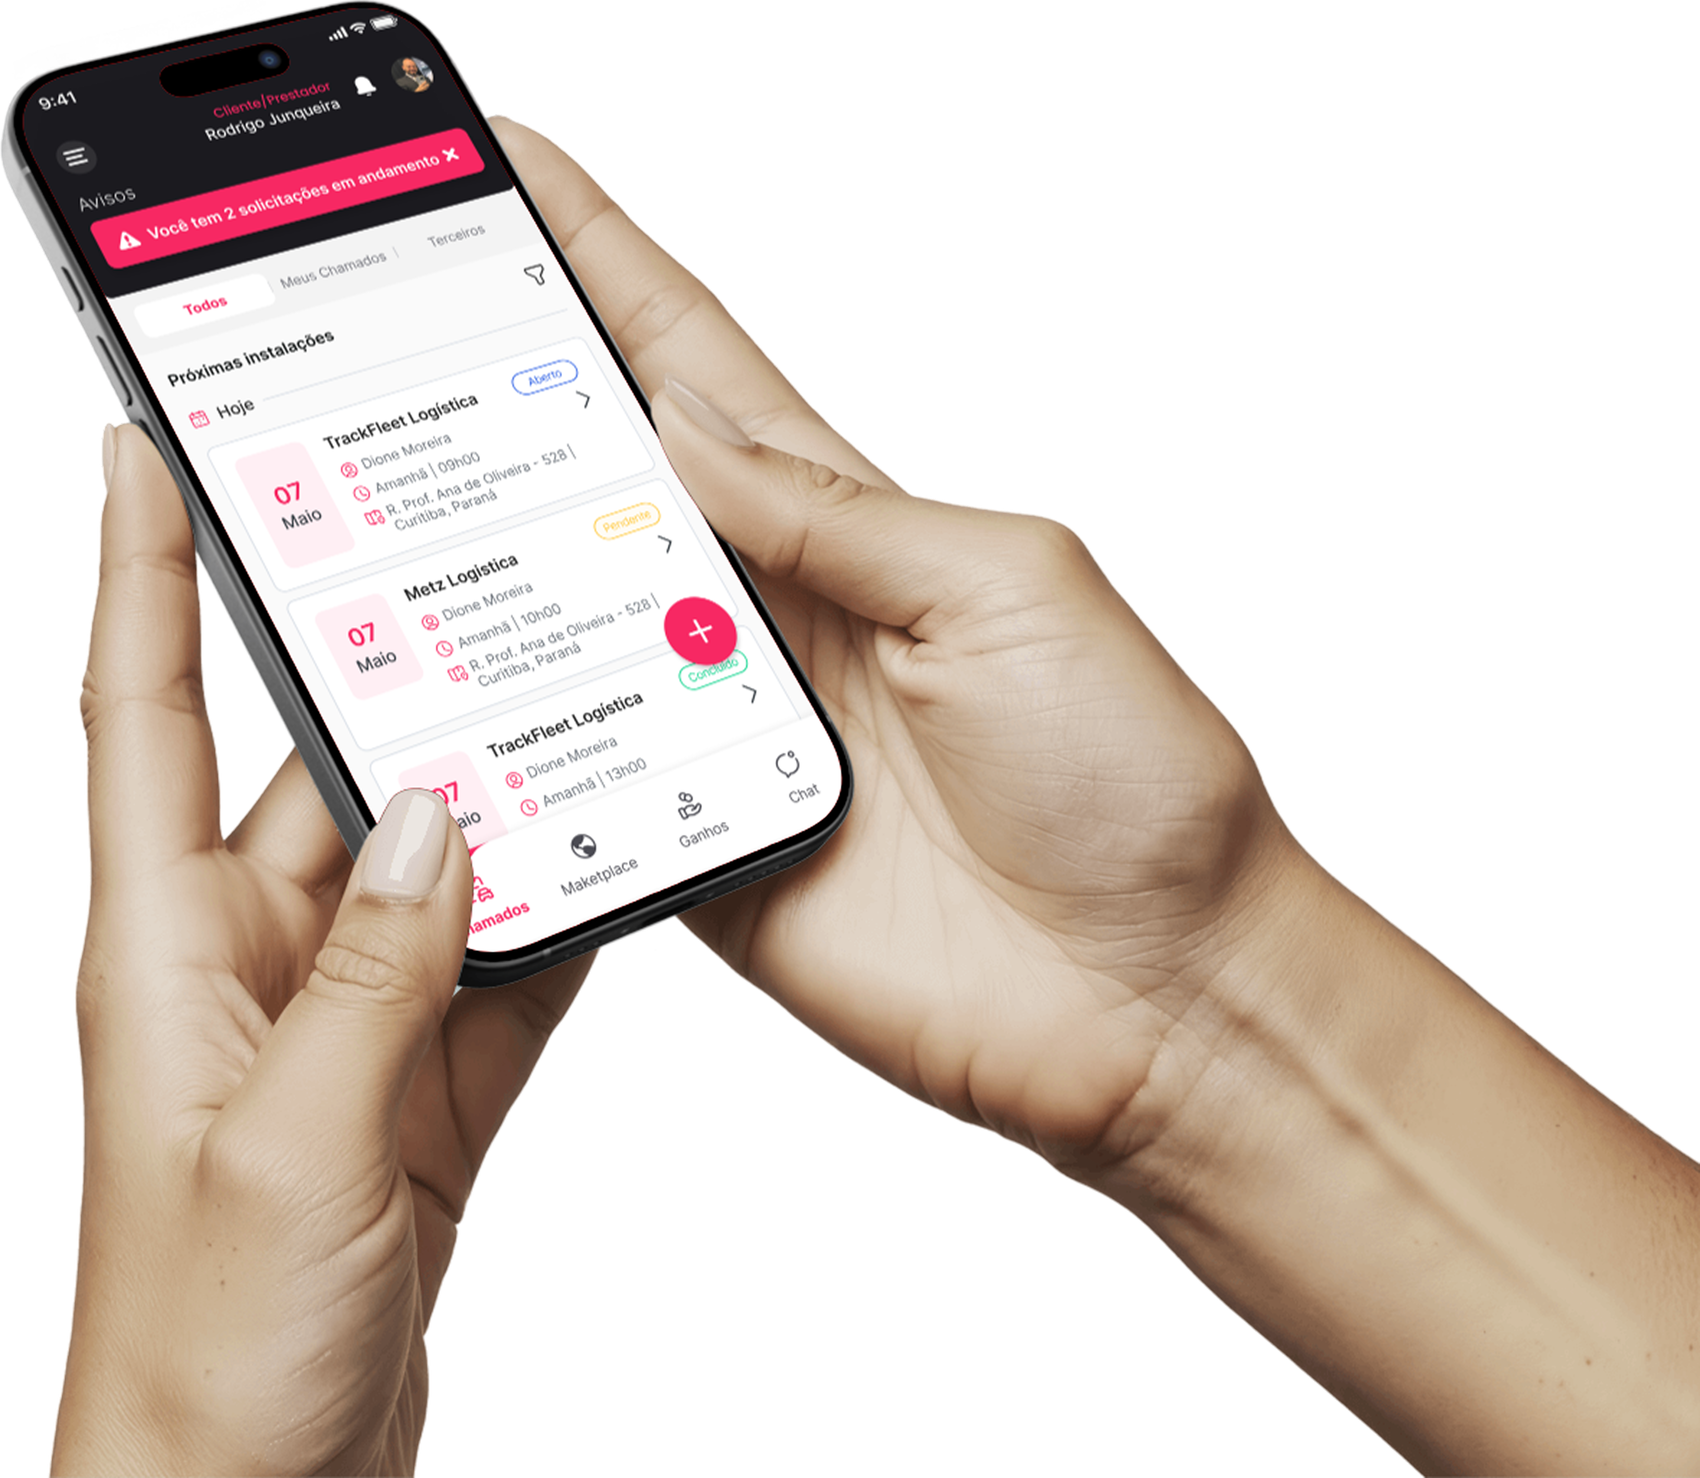 9:41
Cliente/Prestador
Rodrigo Junqueira
Avisos
Você tem 2 solicitações em andamento
Todos
Meus Chamados
Terceiros
Próximas instalações
Hoje
07
Maio
TrackFleet Logística
Aberto
Dione Moreira
Amanhã | 09h00
R. Prof. Ana de Oliveira - 528 |
Curitiba, Paraná
07
Maio
Metz Logística
Pendente
Dione Moreira
Amanhã | 10h00
R. Prof. Ana de Oliveira - 528 |
Curitiba, Paraná
07
aio
TrackFleet Logística
Concluído
Dione Moreira
Amanhã | 13h00
amados
Maketplace
Ganhos
Chat